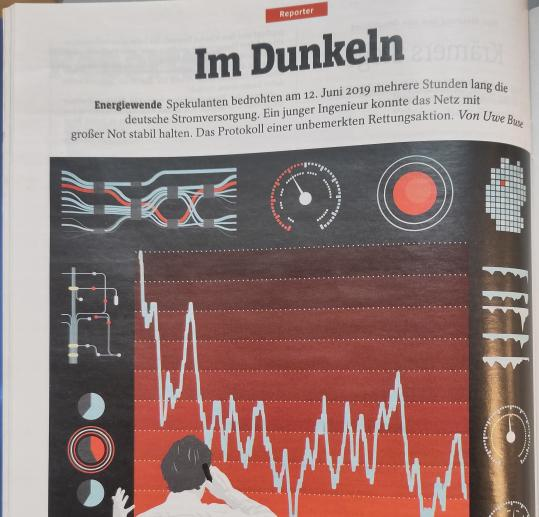 Reporter
Im Dunkeln
Energiewende Spekulanten bedrohten am 12. Juni 2019 mehrere Stunden lang die
deutsche Stromversorgung. Ein junger Ingenieur konnte das Netz mit
großer Not stabil halten. Das Protokoll einer unbemerkten Rettungsaktion. Von Uwe Buse